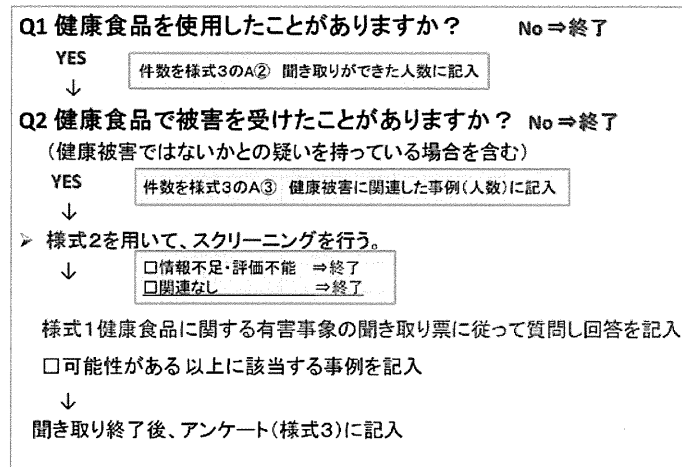 Q1 健康食品を使用したことがありますか？ No ⇒終了
YES
件数を様式3のA② 聞き取りができた人数に記入
↓
Q2 健康食品で被害を受けたことがありますか？ No ⇒終了
（健康被害ではないかとの疑いを持っている場合を含む）
YES
件数を様式3のA③ 健康被害に関連した事例（人数）に記入
↓
➢ 様式2を用いて、スクリーニングを行う。
↓
□情報不足・評価不能 ⇒終了
□関連なし ⇒終了
様式1健康食品に関する有害事象の聞き取り票に従って質問し回答を記入
□可能性がある 以上に該当する事例を記入
↓
聞き取り終了後、アンケート（様式3）に記入